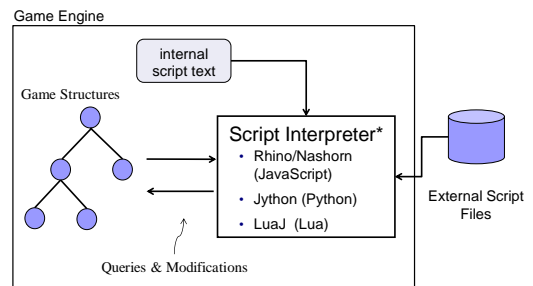 Game Engine
internal
script text
Game Structures
Script Interpreter*
• Rhino/Nashorn
(JavaScript)
• Jython (Python)
• LuaJ (Lua)
External Script
Files
Queries & Modifications